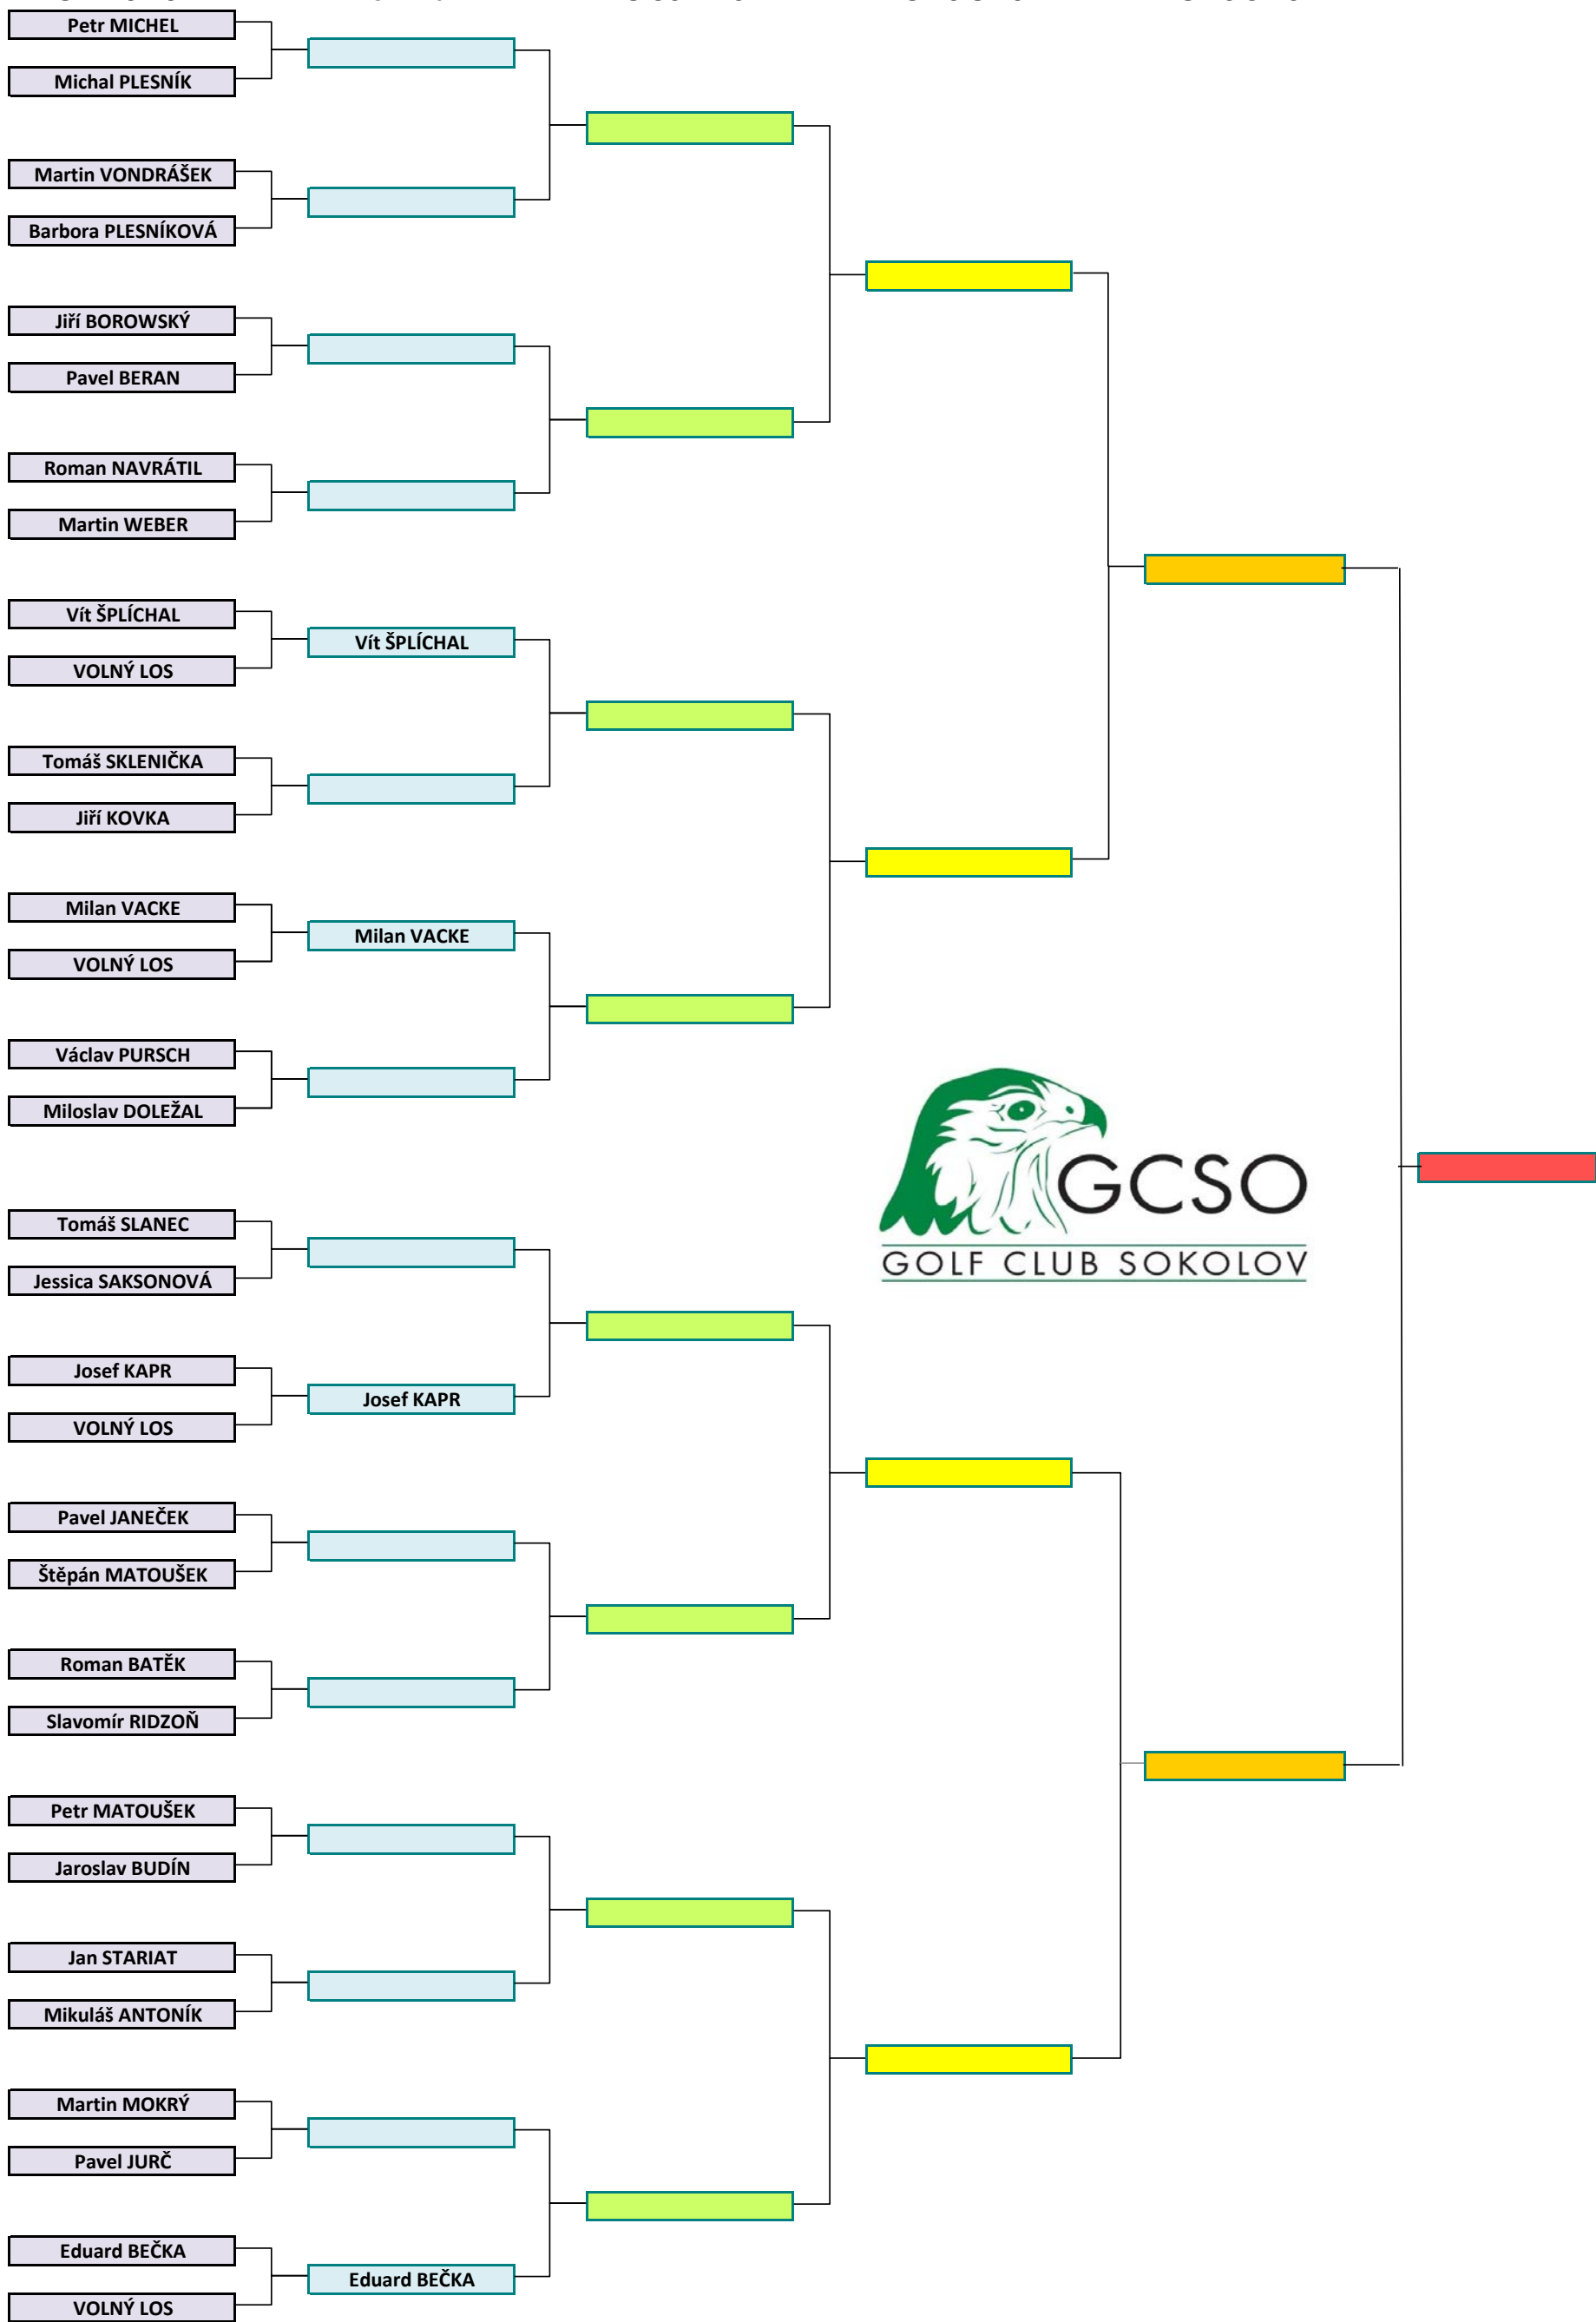 Petr MICHEL
Michal PLESNÍK
Martin VONDRÁŠEK
Barbora PLESNÍKOVÁ
Jiří BOROWSKÝ
Pavel BERAN
Roman NAVRÁTIL
Martin WEBER
Vít ŠPLÍCHAL
Vít ŠPLÍCHAL
VOLNÝ LOS
Tomáš SKLENIČKA
Jiří KOVKA
Milan VACKE
Milan VACKE
VOLNÝ LOS
Václav PURSCH
Miloslav DOLEŽAL
GCSO
GOLF CLUB SOKOLOV
Tomáš SLANEC
Jessica SAKSONOVÁ
Josef KAPR
Josef KAPR
VOLNÝ LOS
Pavel JANEČEK
Štěpán MATOUŠEK
Roman BATĚK
Slavomír RIDZOŇ
Petr MATOUŠEK
Jaroslav BUDÍN
Jan STARIAT
Mikuláš ANTONÍK
Martin MOKRÝ
Pavel JURČ
Eduard BEČKA
Eduard BEČKA
VOLNÝ LOS